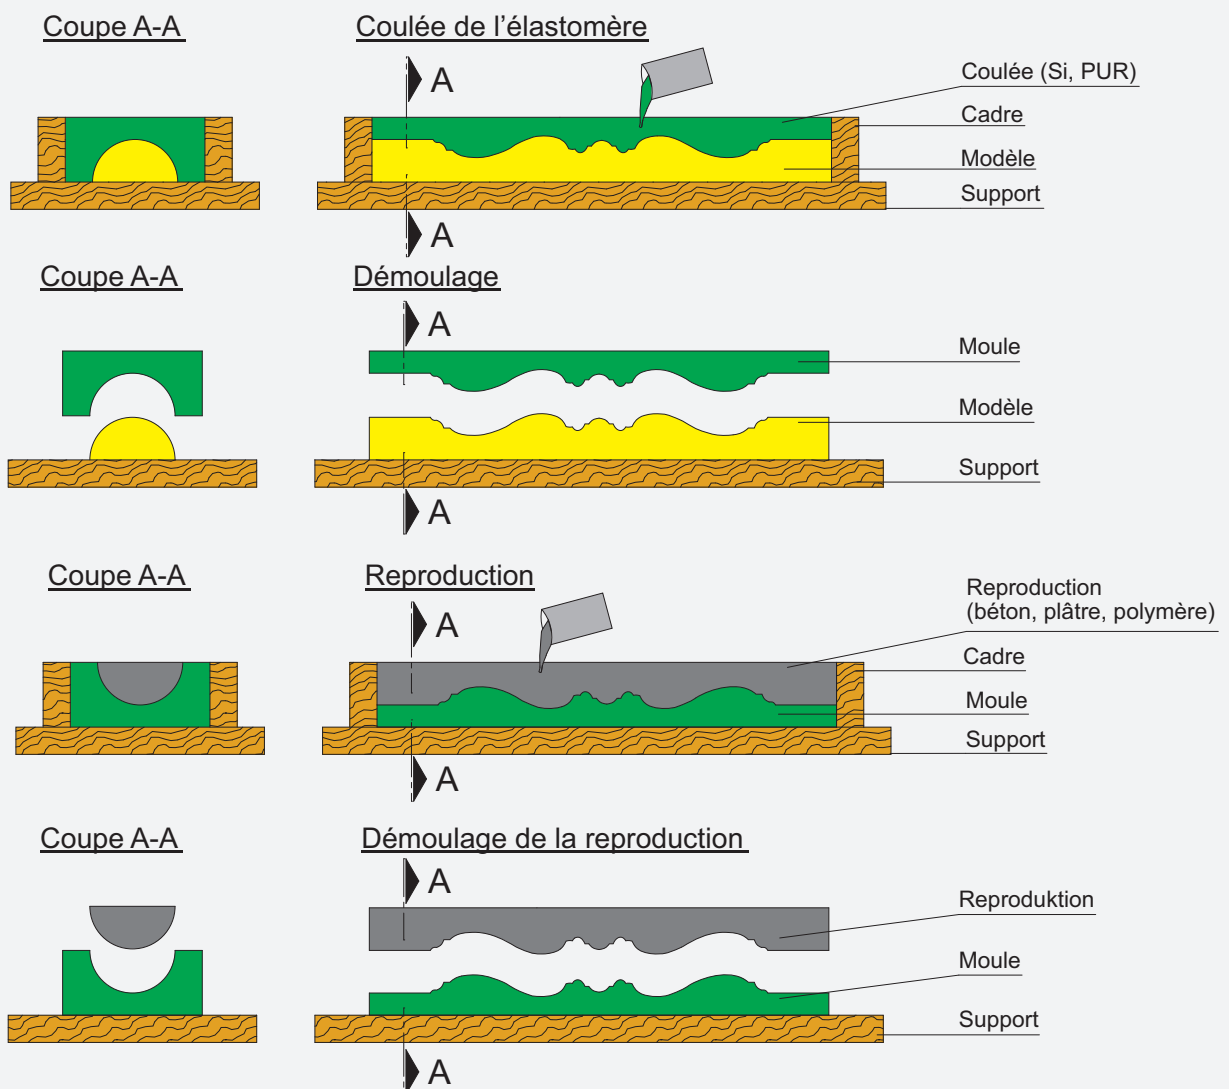 Coupe A-A
Coulée de l’élastomère
A
Coulée (Si, PUR)
Cadre
Modèle
Support
A
Coupe A-A
Démoulage
A
Moule
Modèle
Support
A
Coupe A-A
Reproduction
Reproduction
(béton, plâtre, polymère)
A
Cadre
Moule
Support
A
Coupe A-A
Démoulage de la reproduction
A
Reproduktion
Moule
Support
A